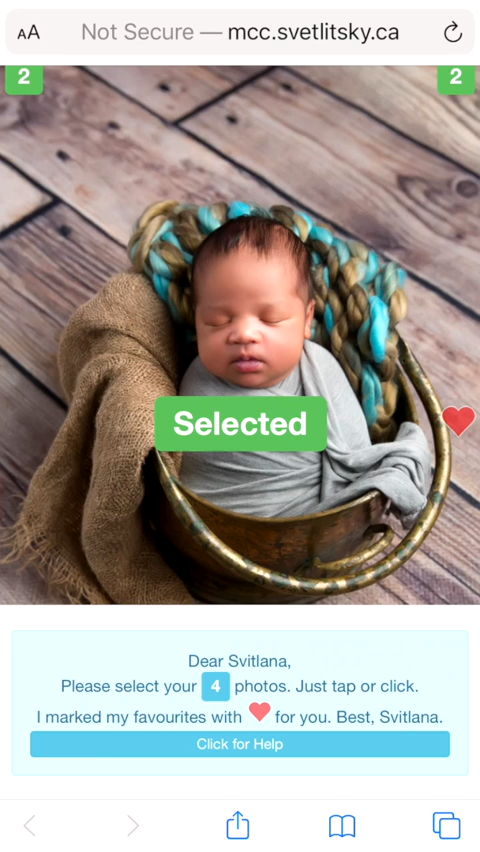 AA Not Secure — mcc.svetlitsky.ca
2 2
Selected
Dear Svitlana,
Please select your 4 photos. Just tap or click.
I marked my favourites with ❤ for you. Best, Svitlana.
Click for Help